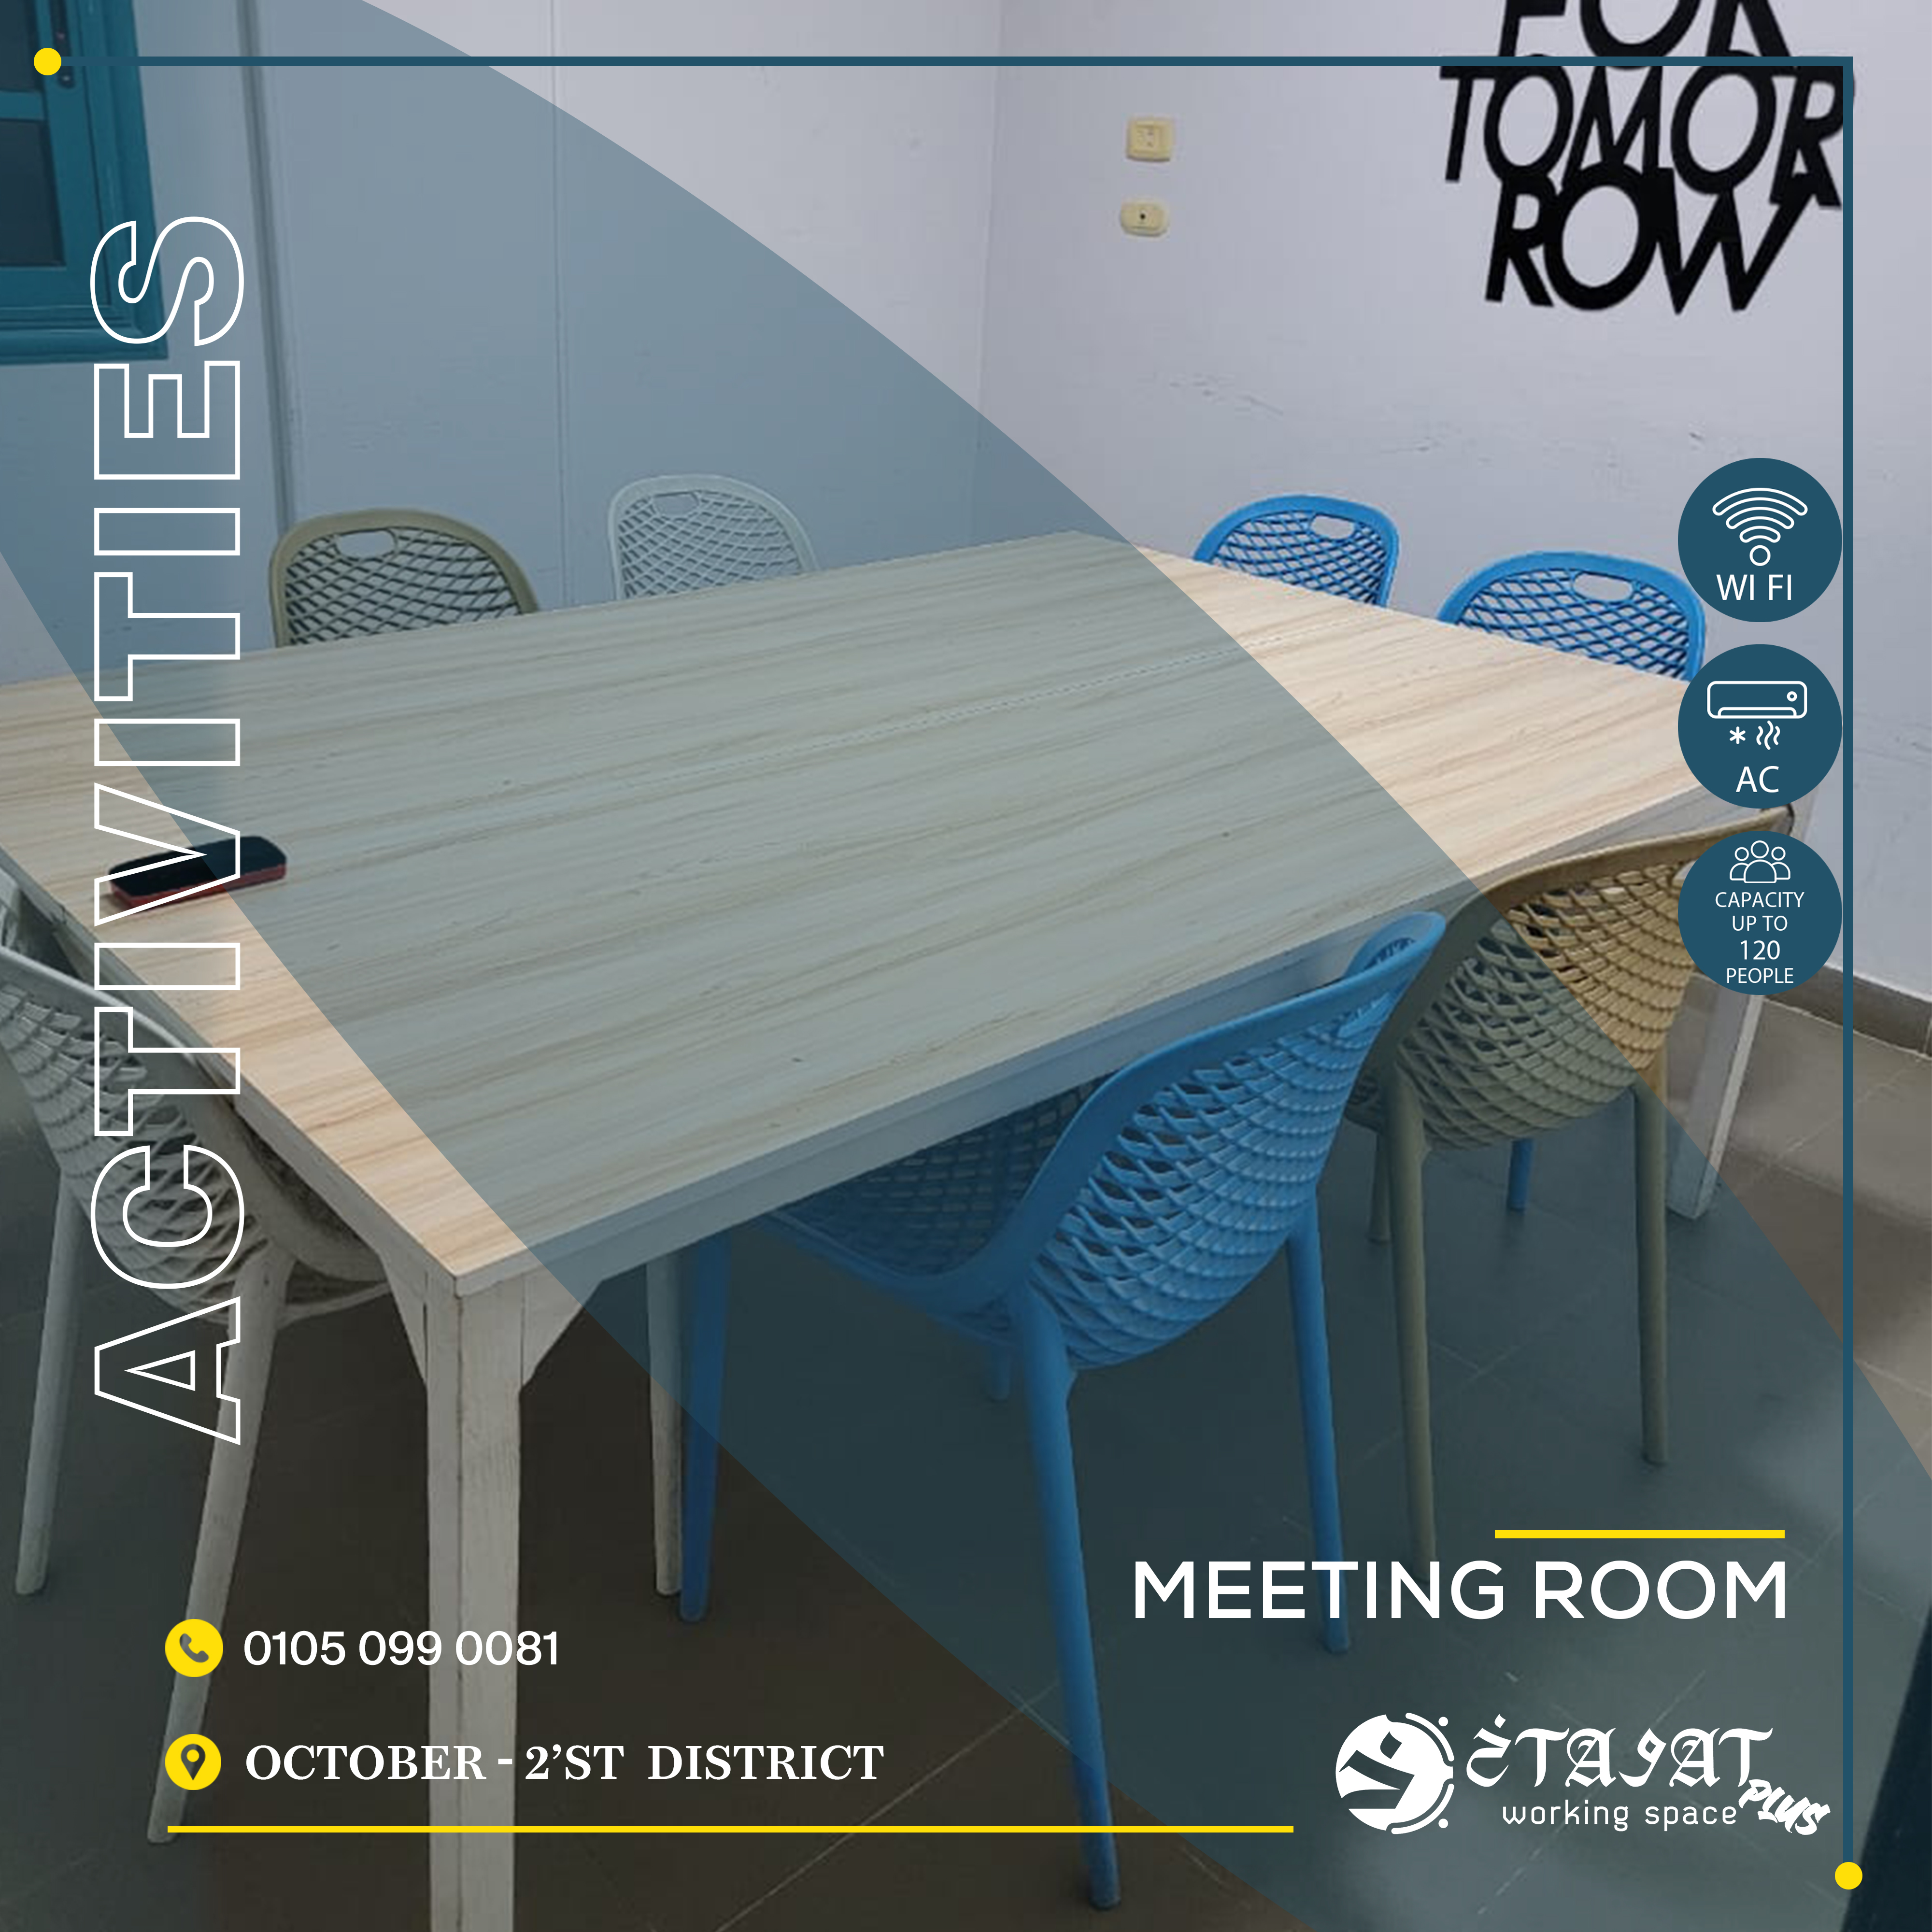 FOR
TOMOR
ROW
ACTIVITIES
WI FI
AC
CAPACITY
UP TO
120
PEOPLE
MEETING ROOM
0105 099 0081
OCTOBER - 2’ST DISTRICT
working space
PLUS